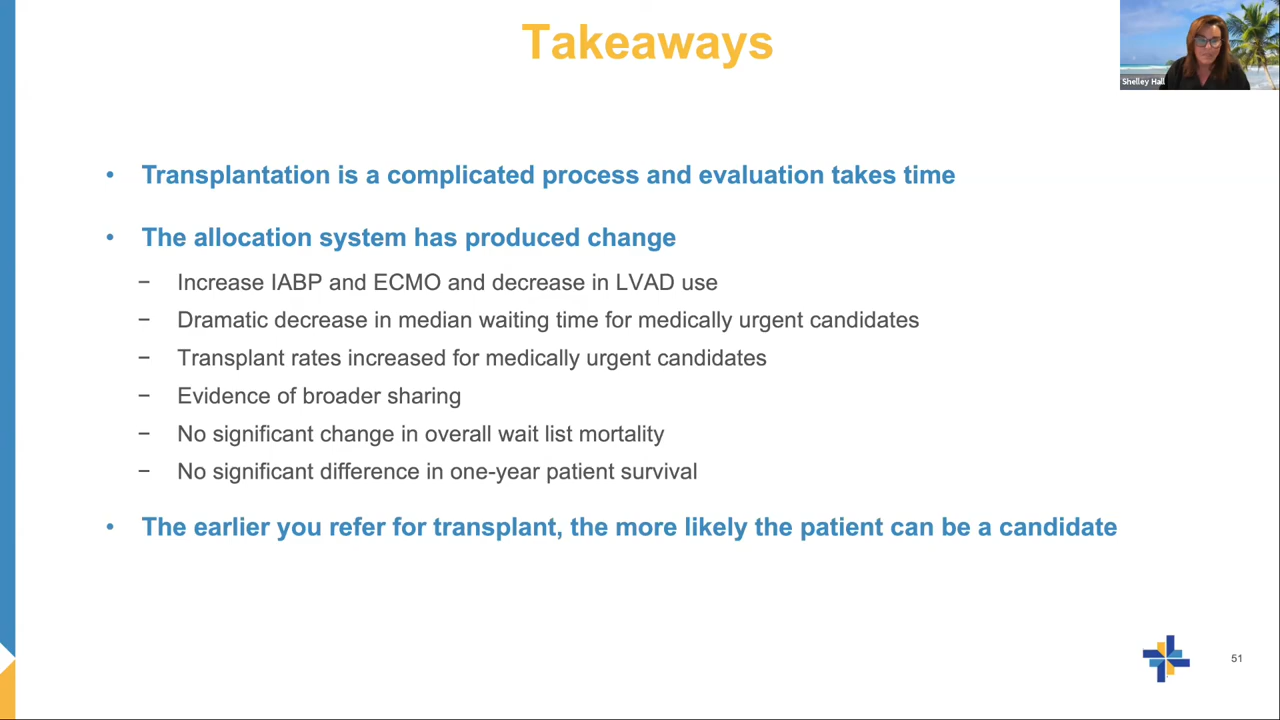 Takeaways
Shelley Hall
• Transplantation is a complicated process and evaluation takes time
• The allocation system has produced change
− Increase IABP and ECMO and decrease in LVAD use
− Dramatic decrease in median waiting time for medically urgent candidates
− Transplant rates increased for medically urgent candidates
− Evidence of broader sharing
− No significant change in overall wait list mortality
− No significant difference in one-year patient survival
• The earlier you refer for transplant, the more likely the patient can be a candidate
51